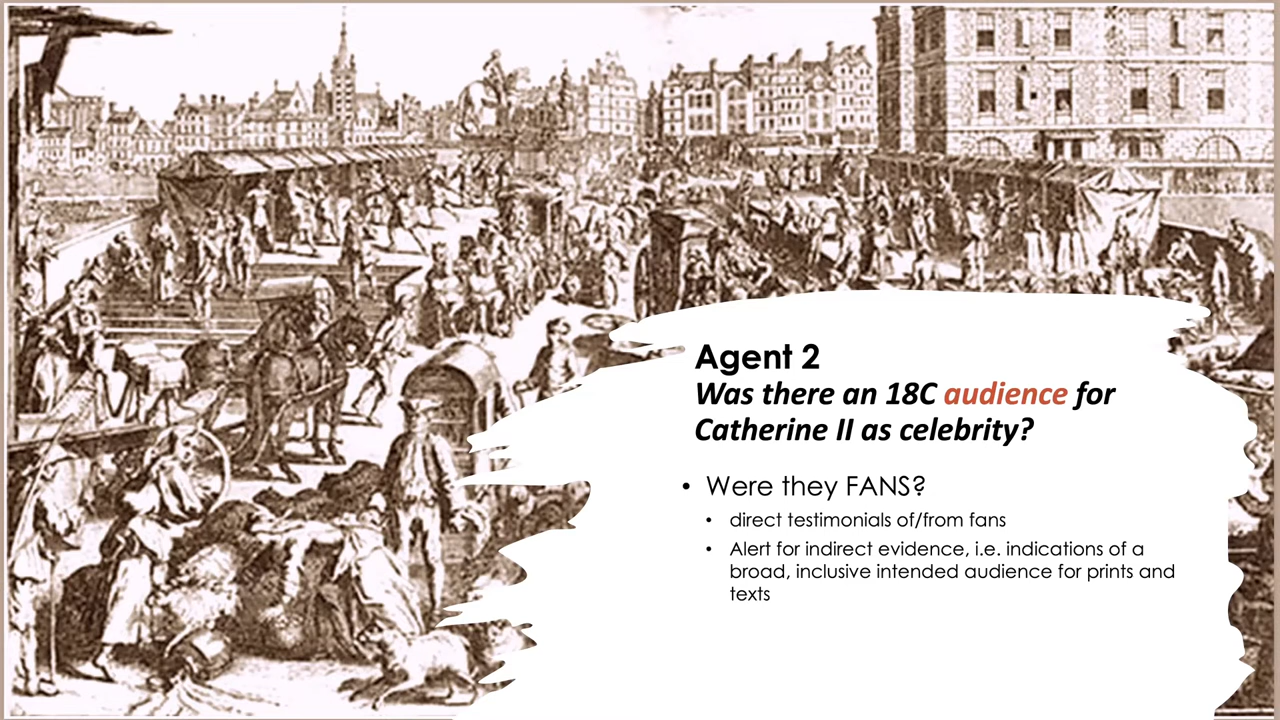 Agent 2
Was there an 18C audience for
Catherine II as celebrity?
• Were they FANS?
• direct testimonials of/from fans
• Alert for indirect evidence, i.e. indications of a
broad, inclusive intended audience for prints and
texts